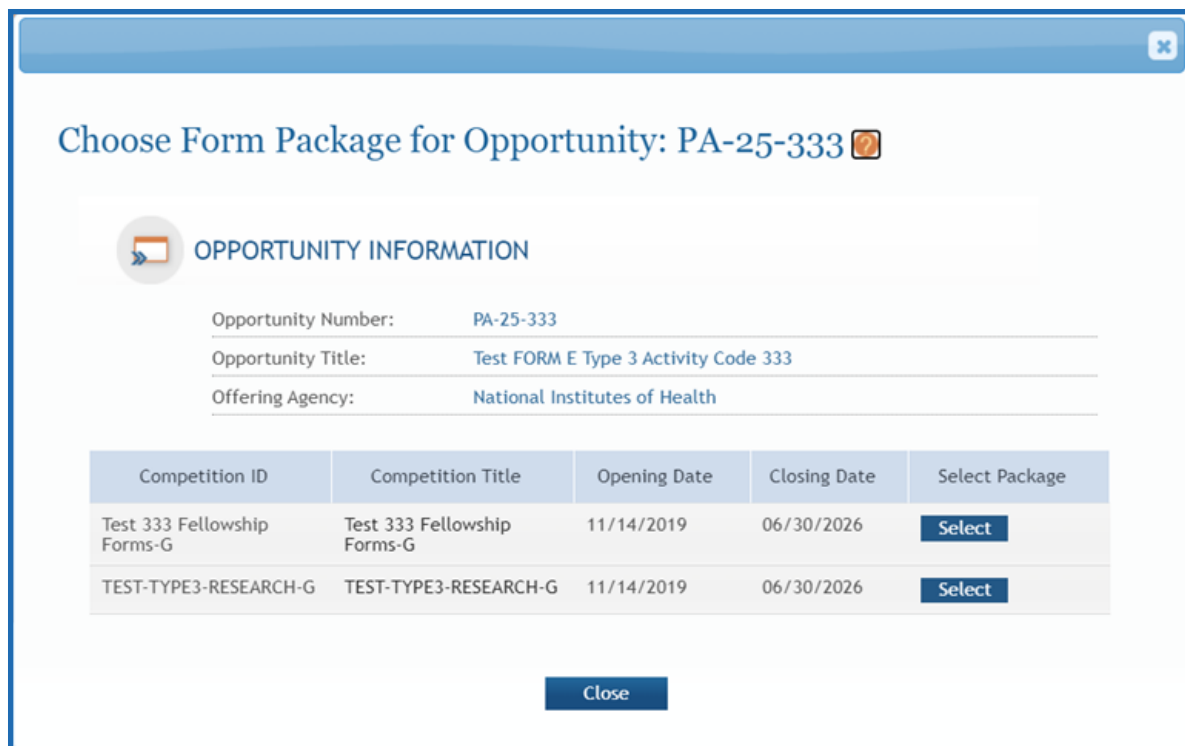 Choose Form Package for Opportunity: PA-25-333 ?
OPPORTUNITY INFORMATION
Opportunity Number: PA-25-333
Opportunity Title: Test FORM E Type 3 Activity Code 333
Offering Agency: National Institutes of Health
Competition ID Competition Title Opening Date Closing Date Select Package
Test 333 Fellowship Test 333 Fellowship 11/14/2019 06/30/2026 Select
Forms-G Forms-G
TEST-TYPE3-RESEARCH-G TEST-TYPE3-RESEARCH-G 11/14/2019 06/30/2026 Select
Close